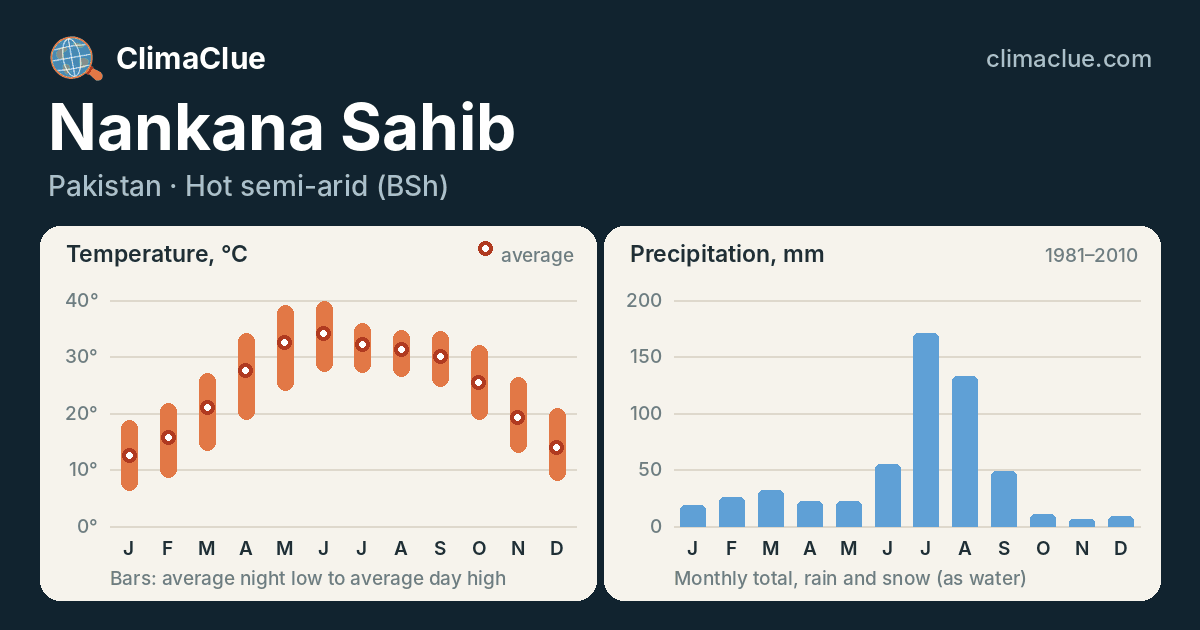 ClimaClue
climaclue.com
Nankana Sahib
Pakistan · Hot semi-arid (BSh)
Temperature, °C
average
40°
30°
20°
10°
0°
J F M A M J J A S O N D
Bars: average night low to average day high
Precipitation, mm
1981–2010
200
150
100
50
0
J F M A M J J A S O N D
Monthly total, rain and snow (as water)